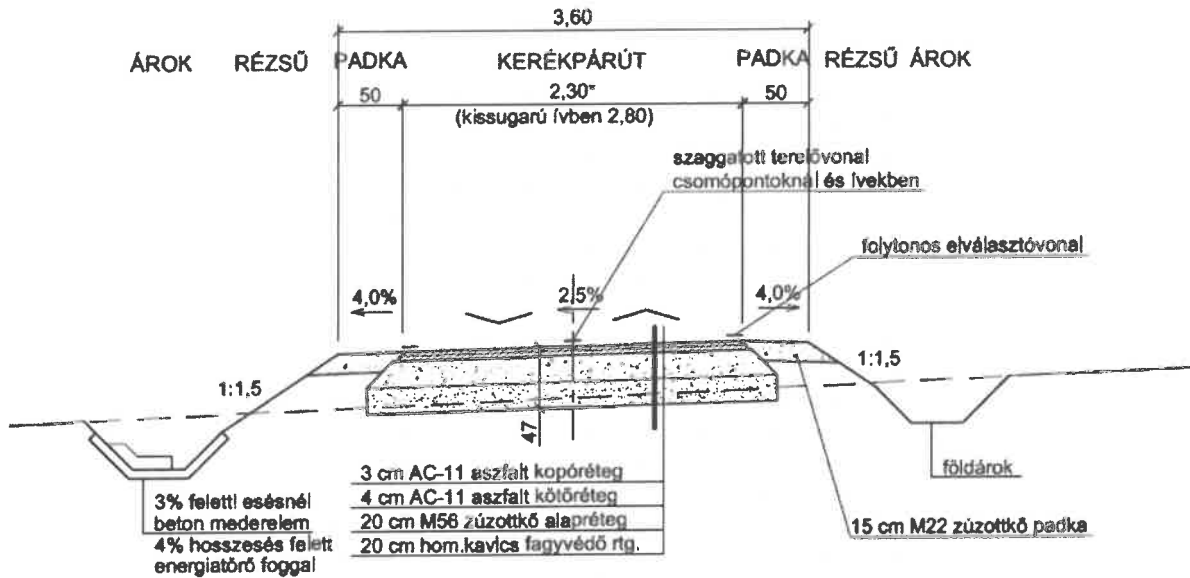 3,60
ÁROK RÉZSŰ PADKA KERÉKPÁRÚT PADKA RÉZSŰ ÁROK
50 2,30* 50
(kissugarú ívben 2,80)
szaggatott terelővonal
csomópontoknál és ívekben
folytonos elválasztóvonal
4,0% 2,5% 4,0%
1:1,5 1:1,5
47
3 cm AC-11 aszfalt kopóréteg
4 cm AC-11 aszfalt kötőréteg
20 cm M56 zúzottkő alapréteg
20 cm hom.kavics fagyvédő rtg.
3% feletti esésnél
beton mederelem
4% hosszesés felett
energiatörő foggal
földárok
15 cm M22 zúzottkő padka